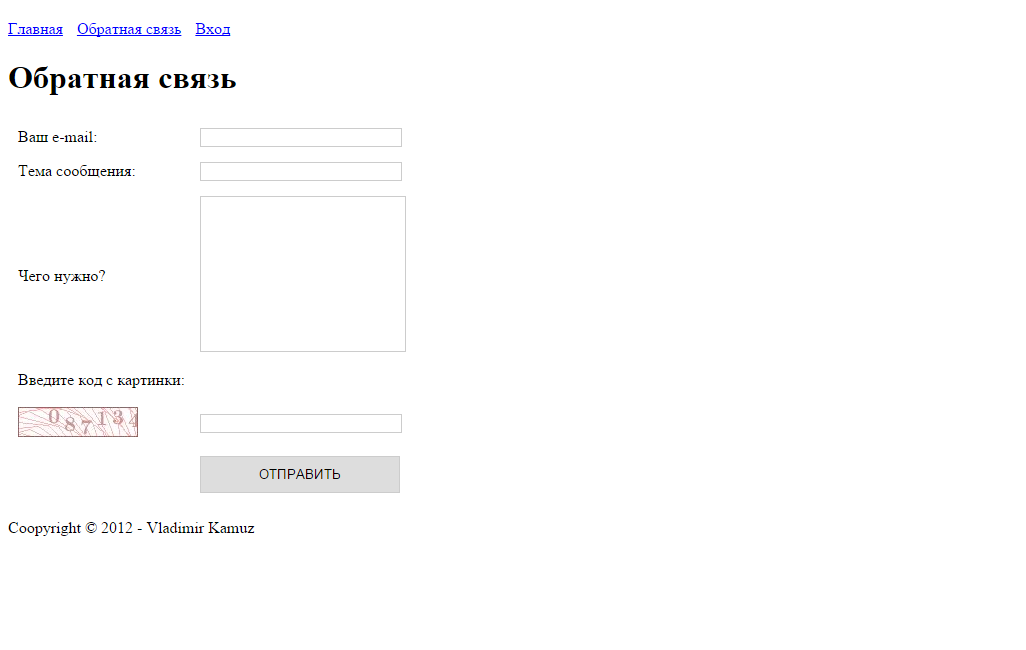 Главная Обратная связь Вход
Обратная связь
Ваш e-mail:
Тема сообщения:
Чего нужно?
Введите код с картинки:
087134
ОТПРАВИТЬ
Coopyright © 2012 - Vladimir Kamuz